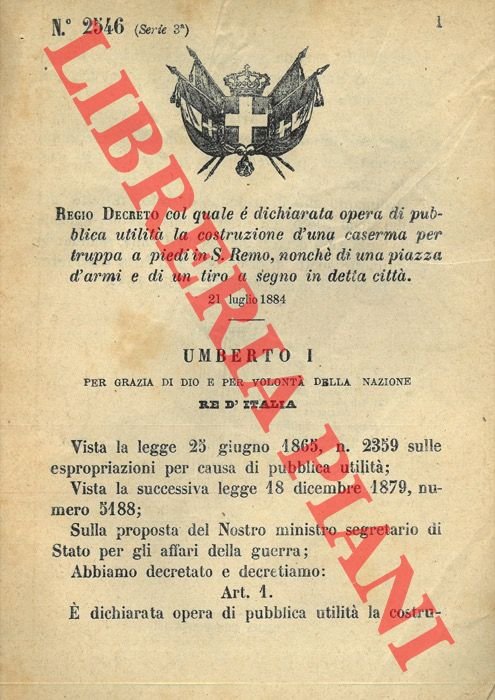 N.° 2546 (Serie 3ª)
1
REGIO DECRETO col quale é dichiarata opera di pub-
blica utilità la costruzione d'una caserma per
truppa a piedi in S. Remo, nonchè di una piazza
d'armi e di un tiro a segno in detta città.
21 luglio 1884
UMBERTO I
PER GRAZIA DI DIO E PER VOLONTÀ DELLA NAZIONE
RE D'ITALIA
Vista la legge 25 giugno 1865, n. 2359 sulle
espropriazioni per causa di pubblica utilità;
Vista la successiva legge 18 dicembre 1879, nu-
mero 5188;
Sulla proposta del Nostro ministro segretario di
Stato per gli affari della guerra;
Abbiamo decretato e decretiamo:
Art. 1.
È dichiarata opera di pubblica utilità la costru-
LIBRERIA PIANI